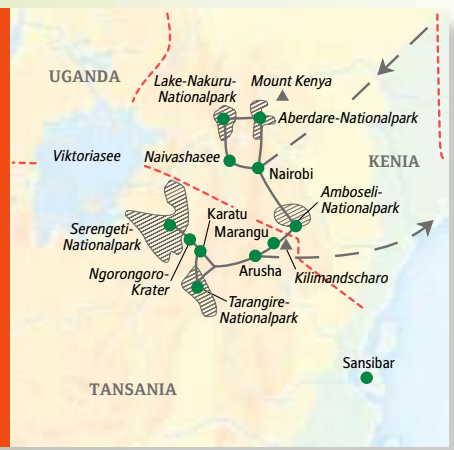 UGANDA
Lake-Nakuru-
Nationalpark
Mount Kenya
Aberdare-Nationalpark
Viktoriasee
Naivashasee
KENIA
Nairobi
Amboseli-
Nationalpark
Karatu
Marangu
Serengeti-
Nationalpark
Ngorongoro-
Krater
Arusha
Kilimandscharo
Tarangire-
Nationalpark
Sansibar
TANSANIA